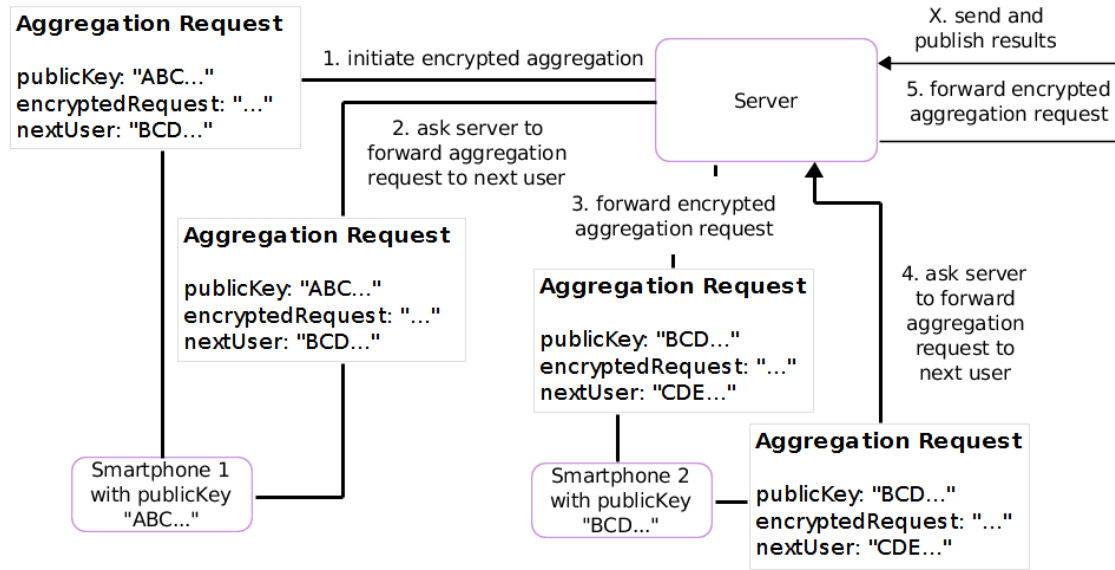 Aggregation Request
publicKey: "ABC..."
encryptedRequest: "..."
nextUser: "BCD..."
1. initiate encrypted aggregation
Server
X. send and
publish results
5. forward encrypted
aggregation request
2. ask server to
forward aggregation
request to next user
3. forward encrypted
aggregation request
Aggregation Request
publicKey: "ABC..."
encryptedRequest: "..."
nextUser: "BCD..."
Aggregation Request
publicKey: "BCD..."
encryptedRequest: "..."
nextUser: "CDE..."
4. ask server
to forward
aggregation
request to
next user
Smartphone 1
with publicKey
"ABC..."
Smartphone 2
with publicKey
"BCD..."
Aggregation Request
publicKey: "BCD..."
encryptedRequest: "..."
nextUser: "CDE..."